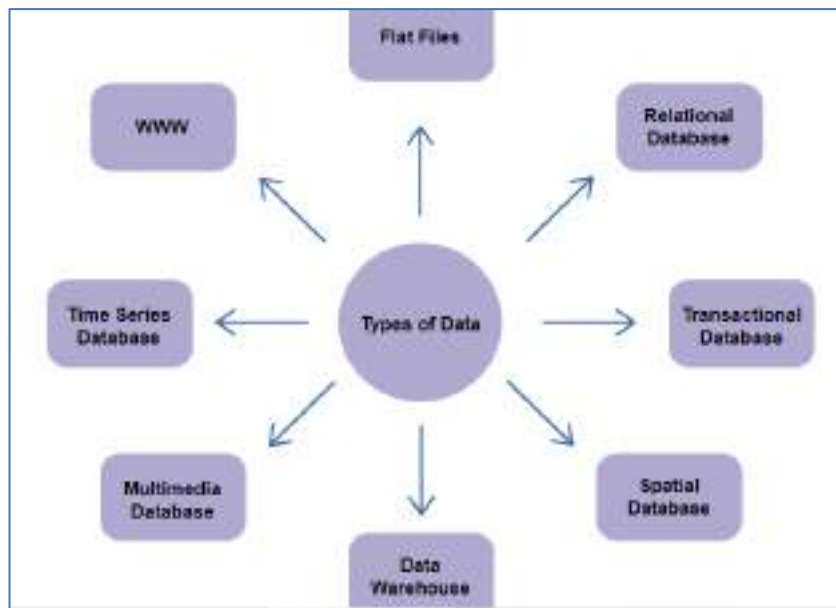 Flat Files
WWW
Relational
Database
Time Series
Database
Types of Data
Transactional
Database
Multimedia
Database
Spatial
Database
Data
Warehouse